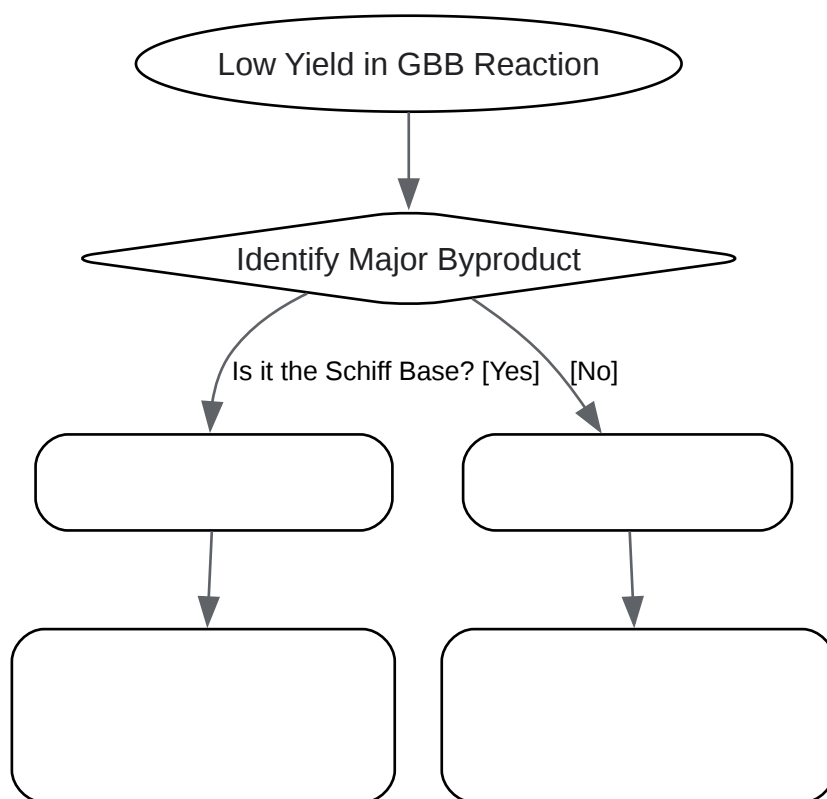 Low Yield in GBB Reaction
Identify Major Byproduct
Is it the Schiff Base? [Yes]
[No]